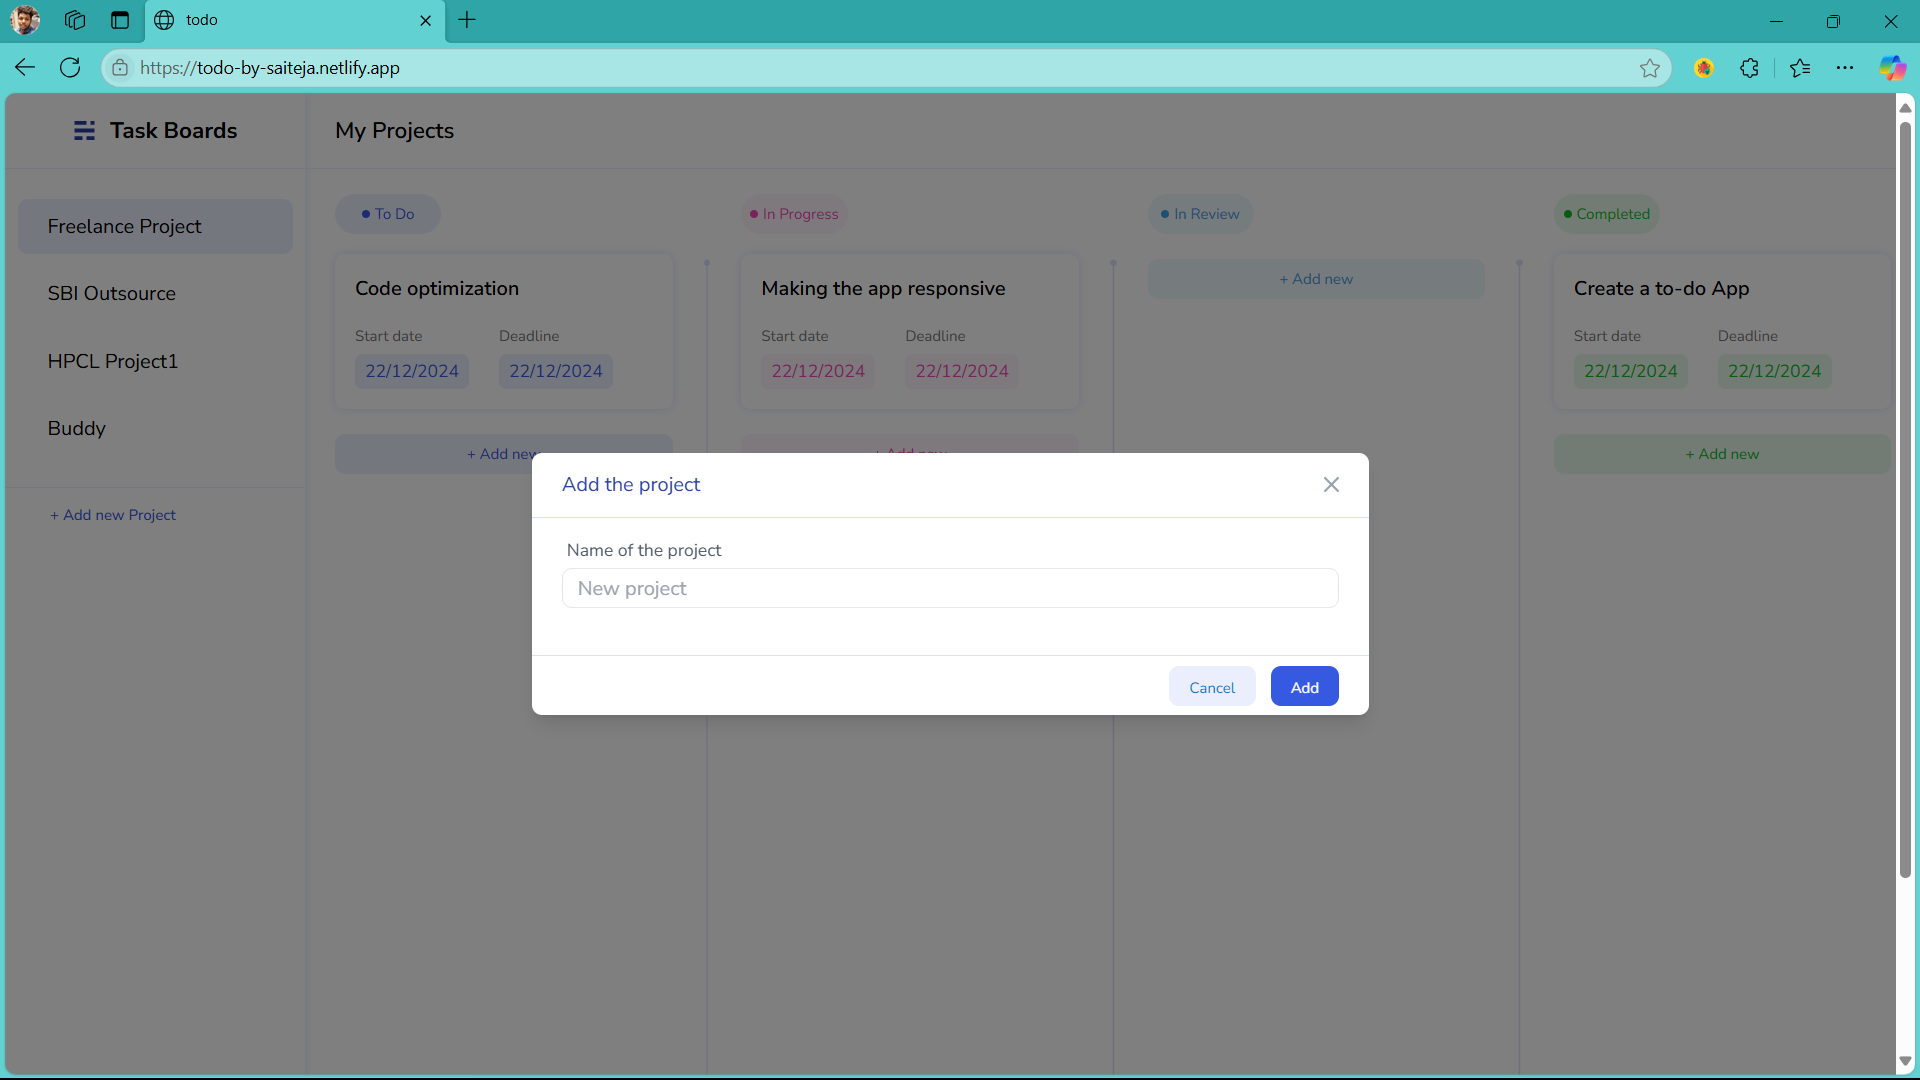 todo
https://todo-by-saiteja.netlify.app
Task Boards
My Projects
Freelance Project
SBI Outsource
HPCL Project1
Buddy
+ Add new Project
To Do
Code optimization
Start date
Deadline
22/12/2024
22/12/2024
+ Add new
In Progress
Making the app responsive
Start date
Deadline
22/12/2024
22/12/2024
+ Add new
In Review
+ Add new
Completed
Create a to-do App
Start date
Deadline
22/12/2024
22/12/2024
+ Add new
Add the project
Name of the project
New project
Cancel
Add